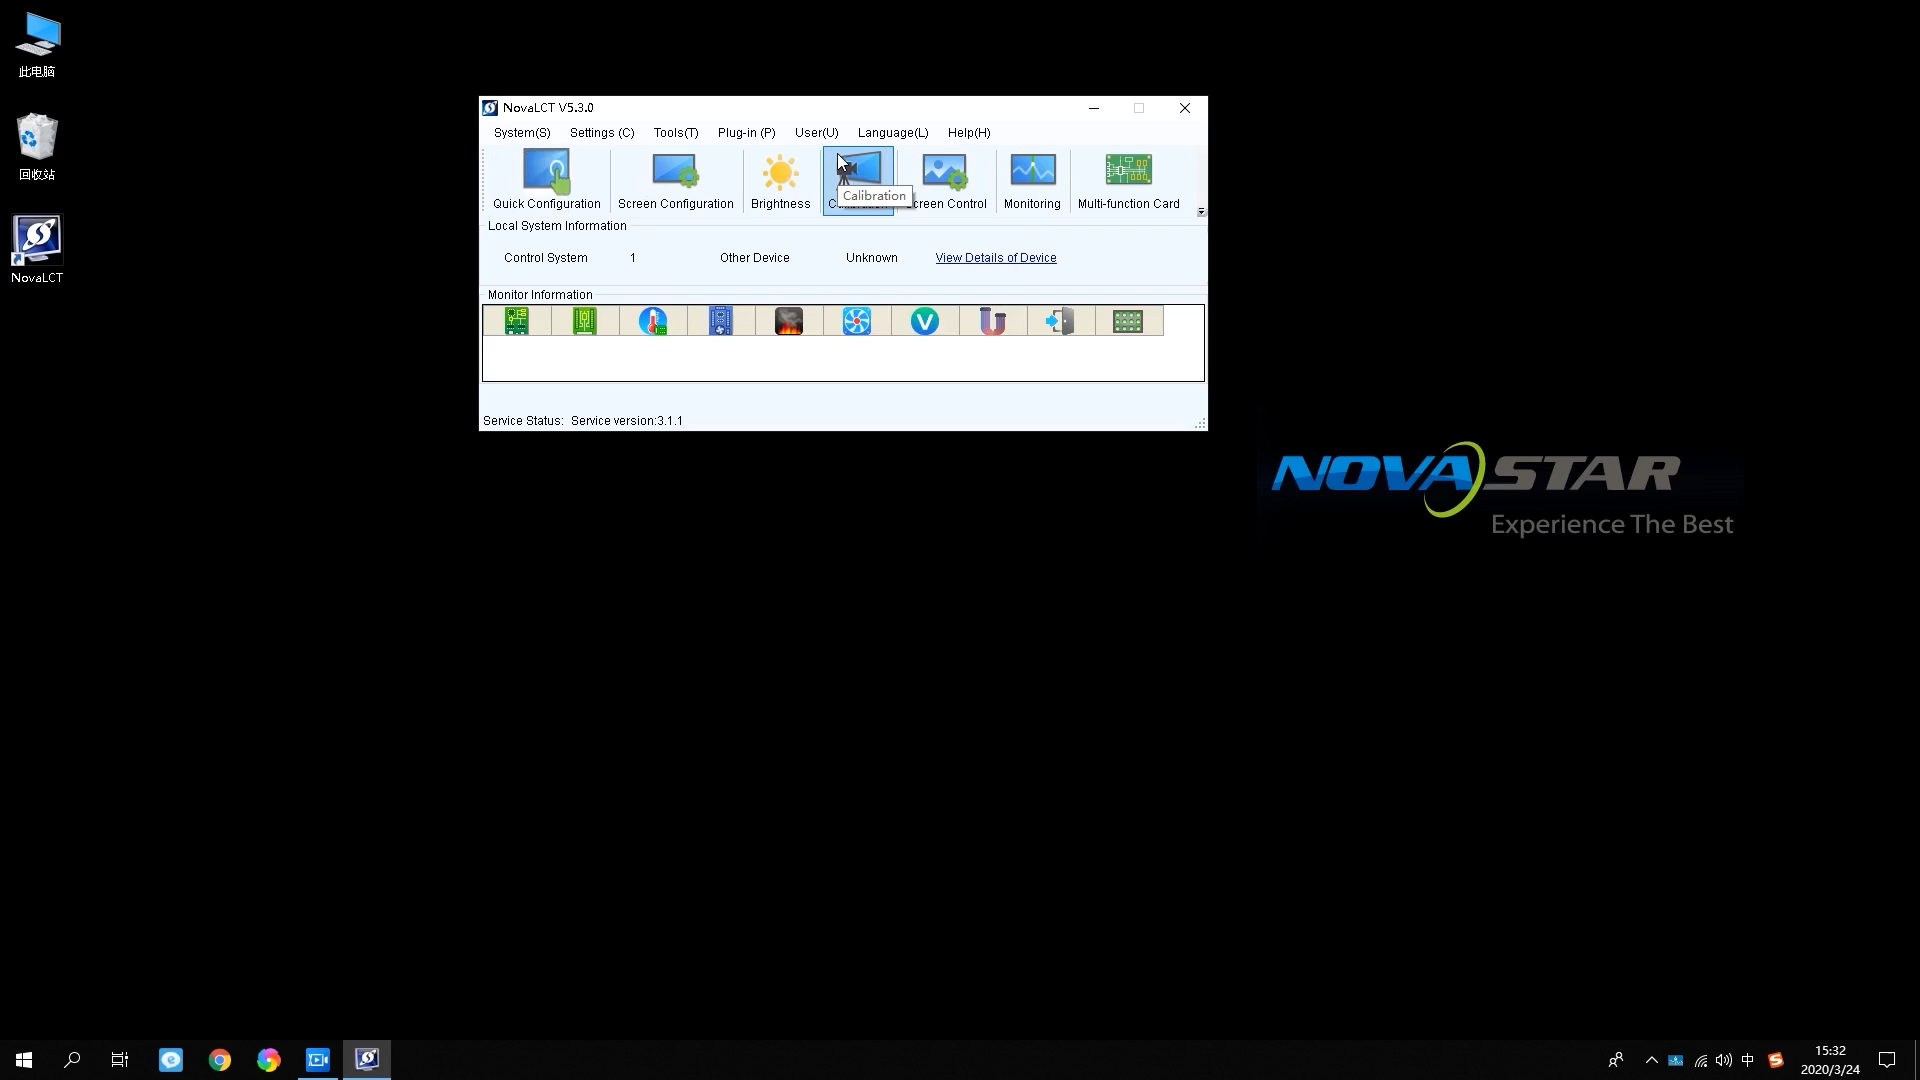 此电脑
回收站
NovaLCT
NovaLCT V5.3.0
System(S) Settings (C) Tools(T) Plug-in (P) User(U) Language(L) Help(H)
Quick Configuration Screen Configuration Brightness Screen Control Monitoring Multi-function Card
Calibration
Local System Information
Control System 1 Other Device Unknown View Details of Device
Monitor Information
Service Status: Service version:3.1.1
NOVASTAR
Experience The Best
中
15:32
2020/3/24